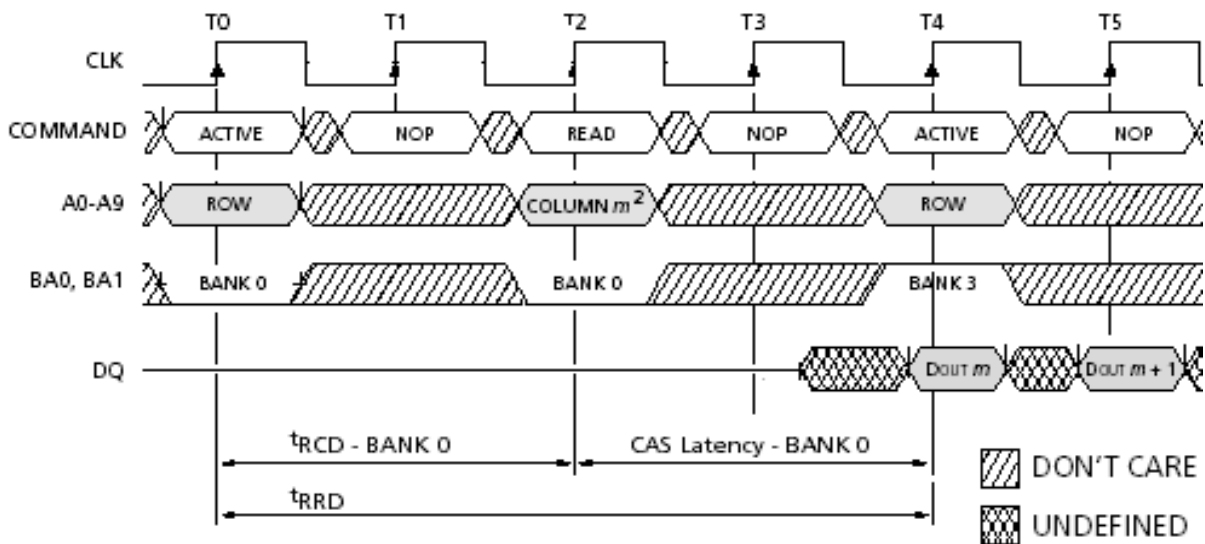 T0 T1 T2 T3 T4 T5
CLK
COMMAND ACTIVE NOP READ NOP ACTIVE NOP
A0-A9 ROW COLUMN m² ROW
BA0, BA1 BANK 0 BANK 0 BANK 3
DQ DOUT m DOUT m + 1
tRCD - BANK 0 CAS Latency - BANK 0
DON'T CARE
tRRD
UNDEFINED